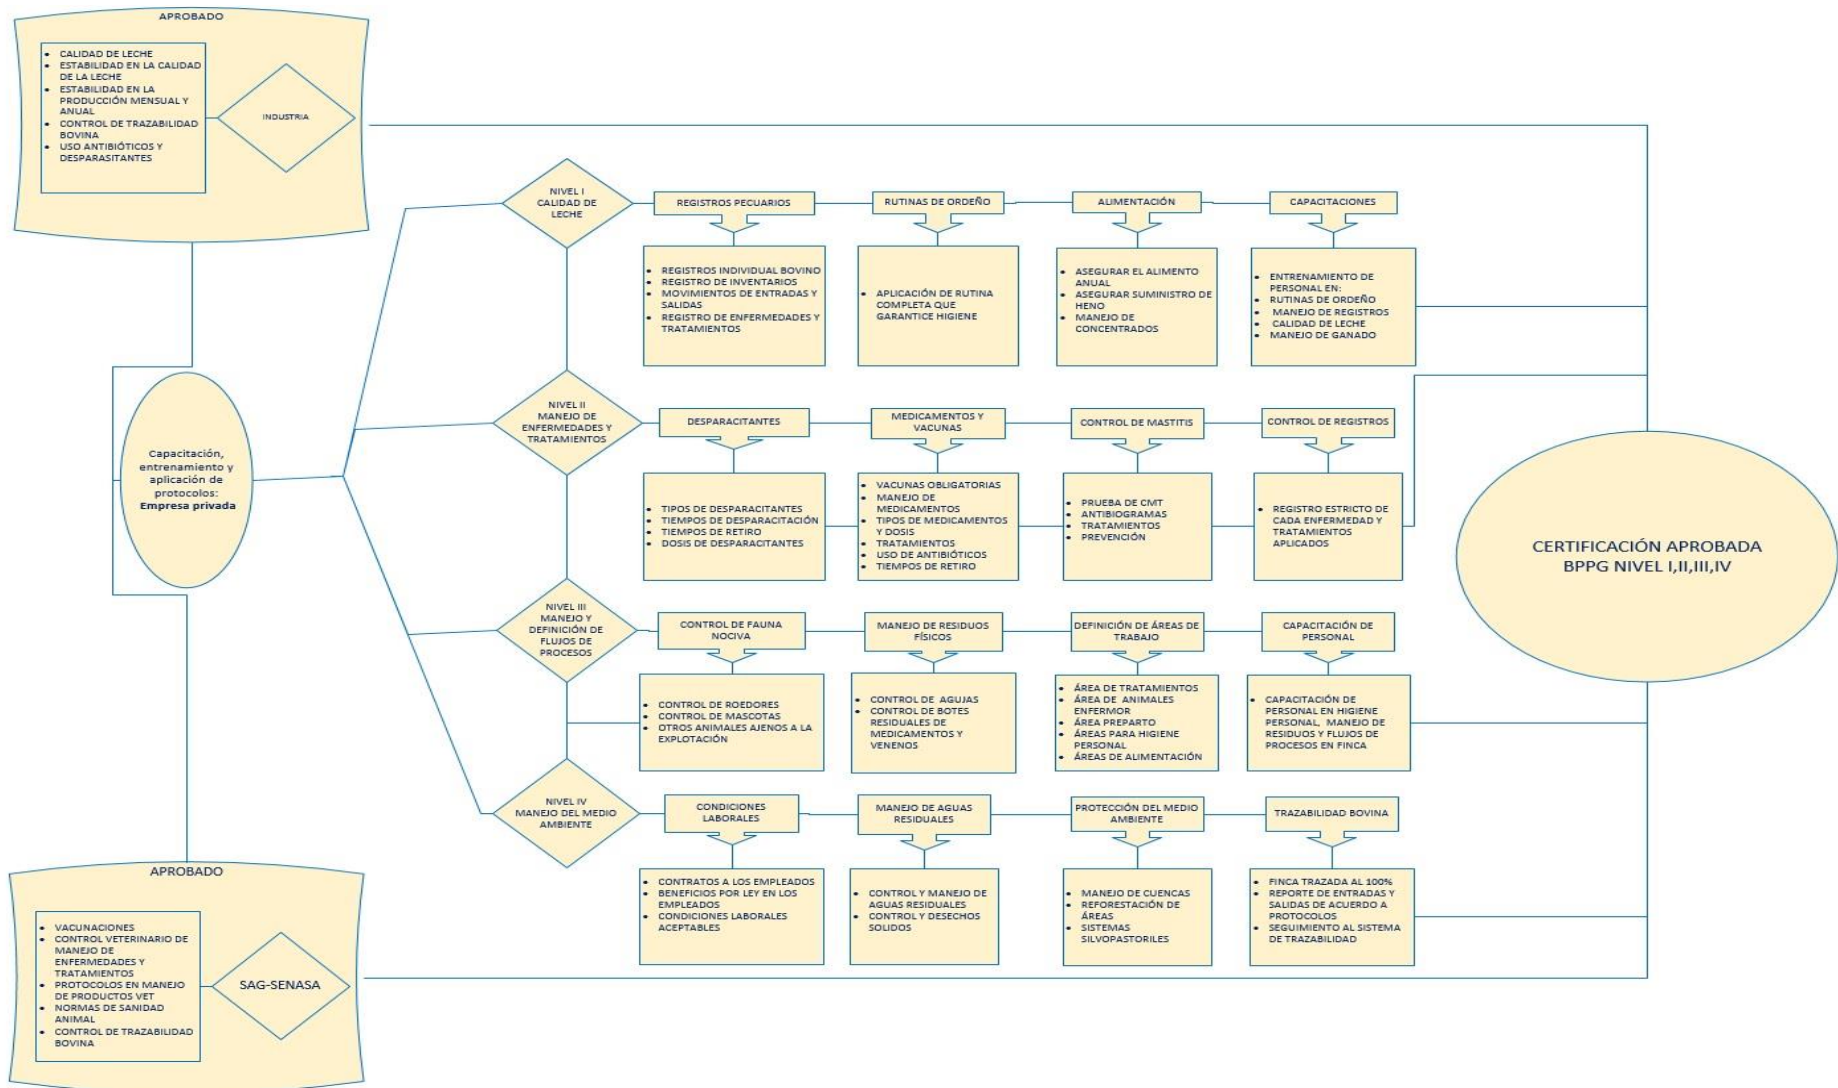 APROBADO
• CALIDAD DE LECHE
• ESTABILIDAD EN LA CALIDAD
DE LA LECHE
• ESTABILIDAD EN LA
PRODUCCIÓN MENSUAL Y
ANUAL
• CONTROL DE TRAZABILIDAD
BOVINA
• USO ANTIBIÓTICOS Y
DESPARASITANTES
INDUSTRIA
Capacitación,
entrenamiento y
aplicación de
protocolos:
Empresa privada
APROBADO
• VACUNACIONES
• CONTROL VETERINARIO DE
MANEJO DE
ENFERMEDADES Y
TRATAMIENTOS
• PROTOCOLOS EN MANEJO
DE PRODUCTOS VET
• NORMAS DE SANIDAD
ANIMAL
• CONTROL DE TRAZABILIDAD
BOVINA
SAG-SENASA
NIVEL I
CALIDAD DE
LECHE
REGISTROS PECUARIOS
• REGISTROS INDIVIDUAL BOVINO
• REGISTRO DE INVENTARIOS
• MOVIMIENTOS DE ENTRADAS Y
SALIDAS
• REGISTRO DE ENFERMEDADES Y
TRATAMIENTOS
RUTINAS DE ORDEÑO
• APLICACIÓN DE RUTINA
COMPLETA QUE
GARANTICE HIGIENE
ALIMENTACIÓN
• ASEGURAR EL ALIMENTO
ANUAL
• ASEGURAR SUMINISTRO DE
HENO
• MANEJO DE
CONCENTRADOS
CAPACITACIONES
• ENTRENAMIENTO DE
PERSONAL EN:
• RUTINAS DE ORDEÑO
• MANEJO DE REGISTROS
• CALIDAD DE LECHE
• MANEJO DE GANADO
NIVEL II
MANEJO DE
ENFERMEDADES Y
TRATAMIENTOS
DESPARACITANTES
• TIPOS DE DESPARACITANTES
• TIEMPOS DE DESPARACITACIÓN
• TIEMPOS DE RETIRO
• DOSIS DE DESPARACITANTES
MEDICAMENTOS Y
VACUNAS
• VACUNAS OBLIGATORIAS
• MANEJO DE
MEDICAMENTOS
• TIPOS DE MEDICAMENTOS
Y DOSIS
• TRATAMIENTOS
• USO DE ANTIBIÓTICOS
• TIEMPOS DE RETIRO
CONTROL DE MASTITIS
• PRUEBA DE CMT
• ANTIBIOGRAMAS
• TRATAMIENTOS
• PREVENCIÓN
CONTROL DE REGISTROS
• REGISTRO ESTRICTO DE
CADA ENFERMEDAD Y
TRATAMIENTOS
APLICADOS
NIVEL III
MANEJO Y
DEFINICIÓN DE
FLUJOS DE
PROCESOS
CONTROL DE FAUNA
NOCIVA
• CONTROL DE ROEDORES
• CONTROL DE MASCOTAS
• OTROS ANIMALES AJENOS A LA
EXPLOTACIÓN
MANEJO DE RESIDUOS
FÍSICOS
• CONTROL DE AGUJAS
• CONTROL DE BOTES
RESIDUALES DE
MEDICAMENTOS Y
VENENOS
DEFINICIÓN DE ÁREAS DE
TRABAJO
• ÁREA DE TRATAMIENTOS
• ÁREA DE ANIMALES
ENFERMOR
• ÁREA PREPARTO
• ÁREAS PARA HIGIENE
PERSONAL
• ÁREAS DE ALIMENTACIÓN
CAPACITACIÓN DE
PERSONAL
• CAPACITACIÓN DE
PERSONAL EN HIGIENE
PERSONAL, MANEJO DE
RESIDUOS Y FLUJOS DE
PROCESOS EN FINCA
NIVEL IV
MANEJO DEL MEDIO
AMBIENTE
CONDICIONES
LABORALES
• CONTRATOS A LOS EMPLEADOS
• BENEFICIOS POR LEY EN LOS
EMPLEADOS
• CONDICIONES LABORALES
ACEPTABLES
MANEJO DE AGUAS
RESIDUALES
• CONTROL Y MANEJO DE
AGUAS RESIDUALES
• CONTROL Y DESECHOS
SOLIDOS
PROTECCIÓN DEL MEDIO
AMBIENTE
• MANEJO DE CUENCAS
• REFORESTACIÓN DE
ÁREAS
• SISTEMAS
SILVOPASTORILES
TRAZABILIDAD BOVINA
• FINCA TRAZADA AL 100%
• REPORTE DE ENTRADAS Y
SALIDAS DE ACUERDO A
PROTOCOLOS
• SEGUIMIENTO AL SISTEMA
DE TRAZABILIDAD
CERTIFICACIÓN APROBADA
BPPG NIVEL I,II,III,IV